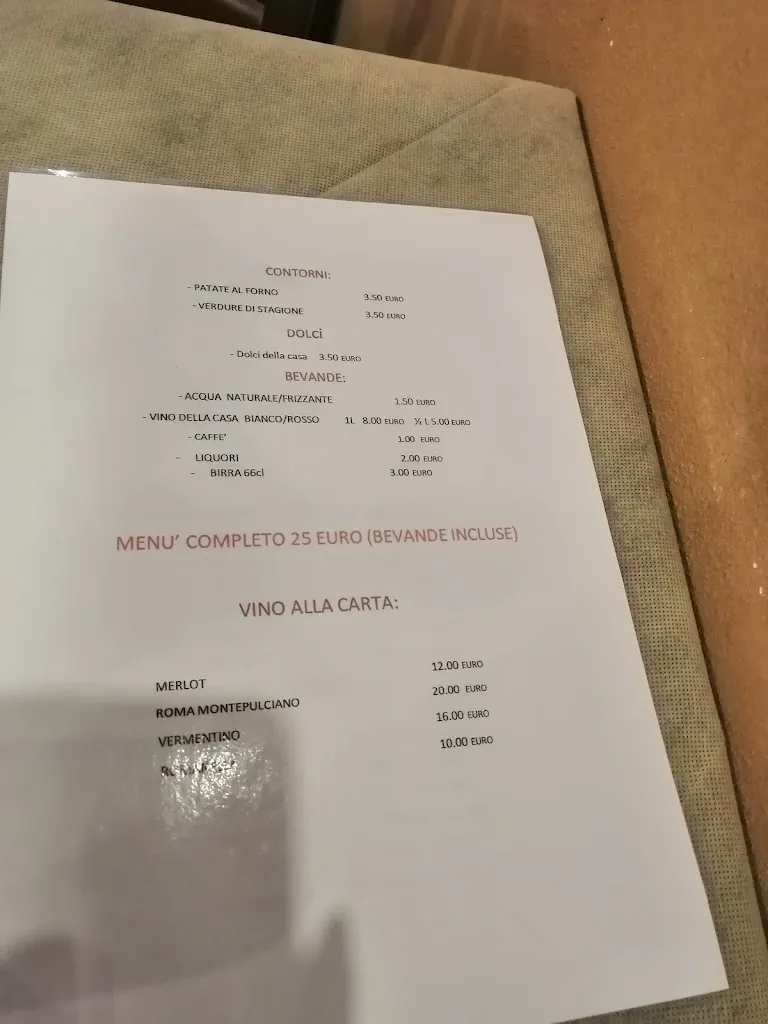 CONTORNI:
- PATATE AL FORNO 3.50 EURO
- VERDURE DI STAGIONE 3.50 EURO
DOLCi
- Dolci della casa 3.50 EURO
BEVANDE:
- ACQUA NATURALE/FRIZZANTE 1.50 EURO
- VINO DELLA CASA BIANCO/ROSSO 1L 8.00 EURO ½ L 5.00 EURO
- CAFFE' 1.00 EURO
- LIQUORI 2.00 EURO
- BIRRA 66cl 3.00 EURO
MENU' COMPLETO 25 EURO (BEVANDE INCLUSE)
VINO ALLA CARTA:
MERLOT 12.00 EURO
ROMA MONTEPULCIANO 20.00 EURO
VERMENTINO 16.00 EURO
10.00 EURO